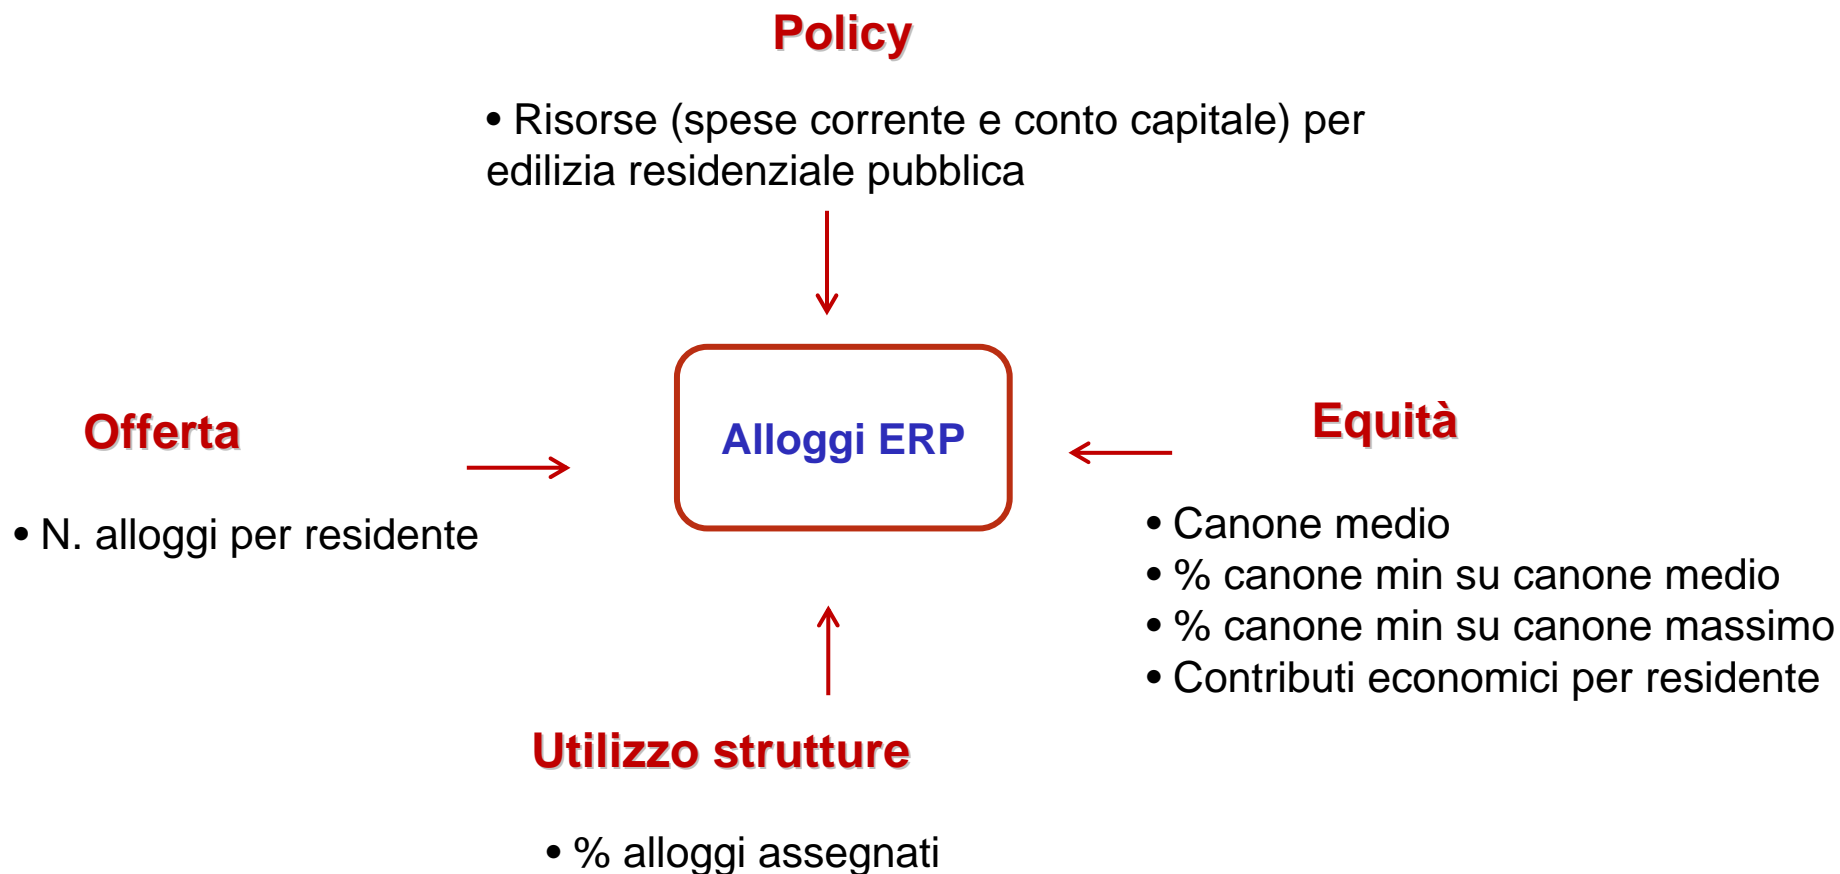 Policy
• Risorse (spese corrente e conto capitale) per
edilizia residenziale pubblica
Alloggi ERP
Offerta
• N. alloggi per residente
Equità
• Canone medio
• % canone min su canone medio
• % canone min su canone massimo
• Contributi economici per residente
Utilizzo strutture
• % alloggi assegnati